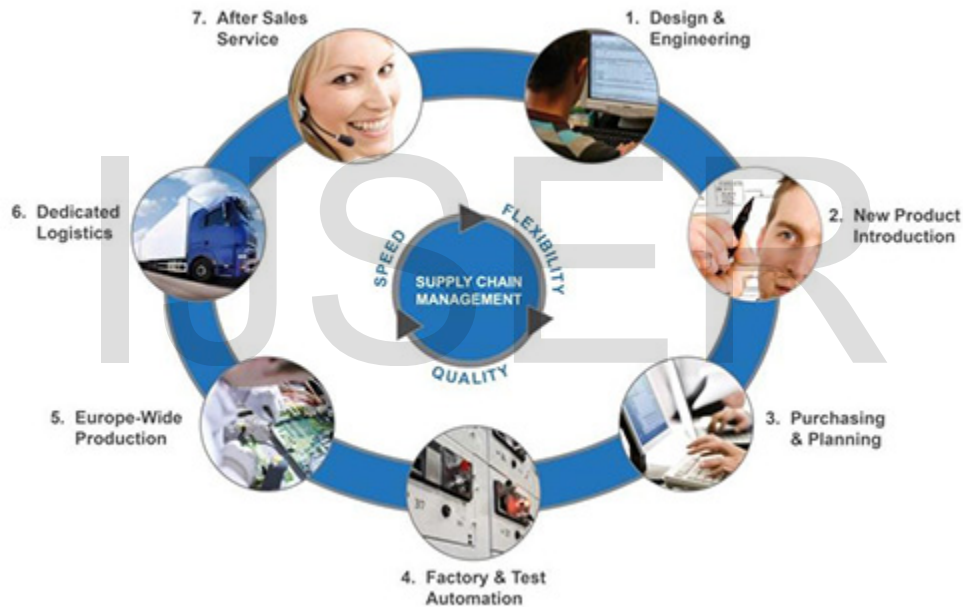 7. After Sales
Service
1. Design &
Engineering
6. Dedicated
Logistics
2. New Product
Introduction
SPEED
FLEXIBILITY
SUPPLY CHAIN
MANAGEMENT
QUALITY
IJSER
5. Europe-Wide
Production
3. Purchasing
& Planning
37
4. Factory & Test
Automation